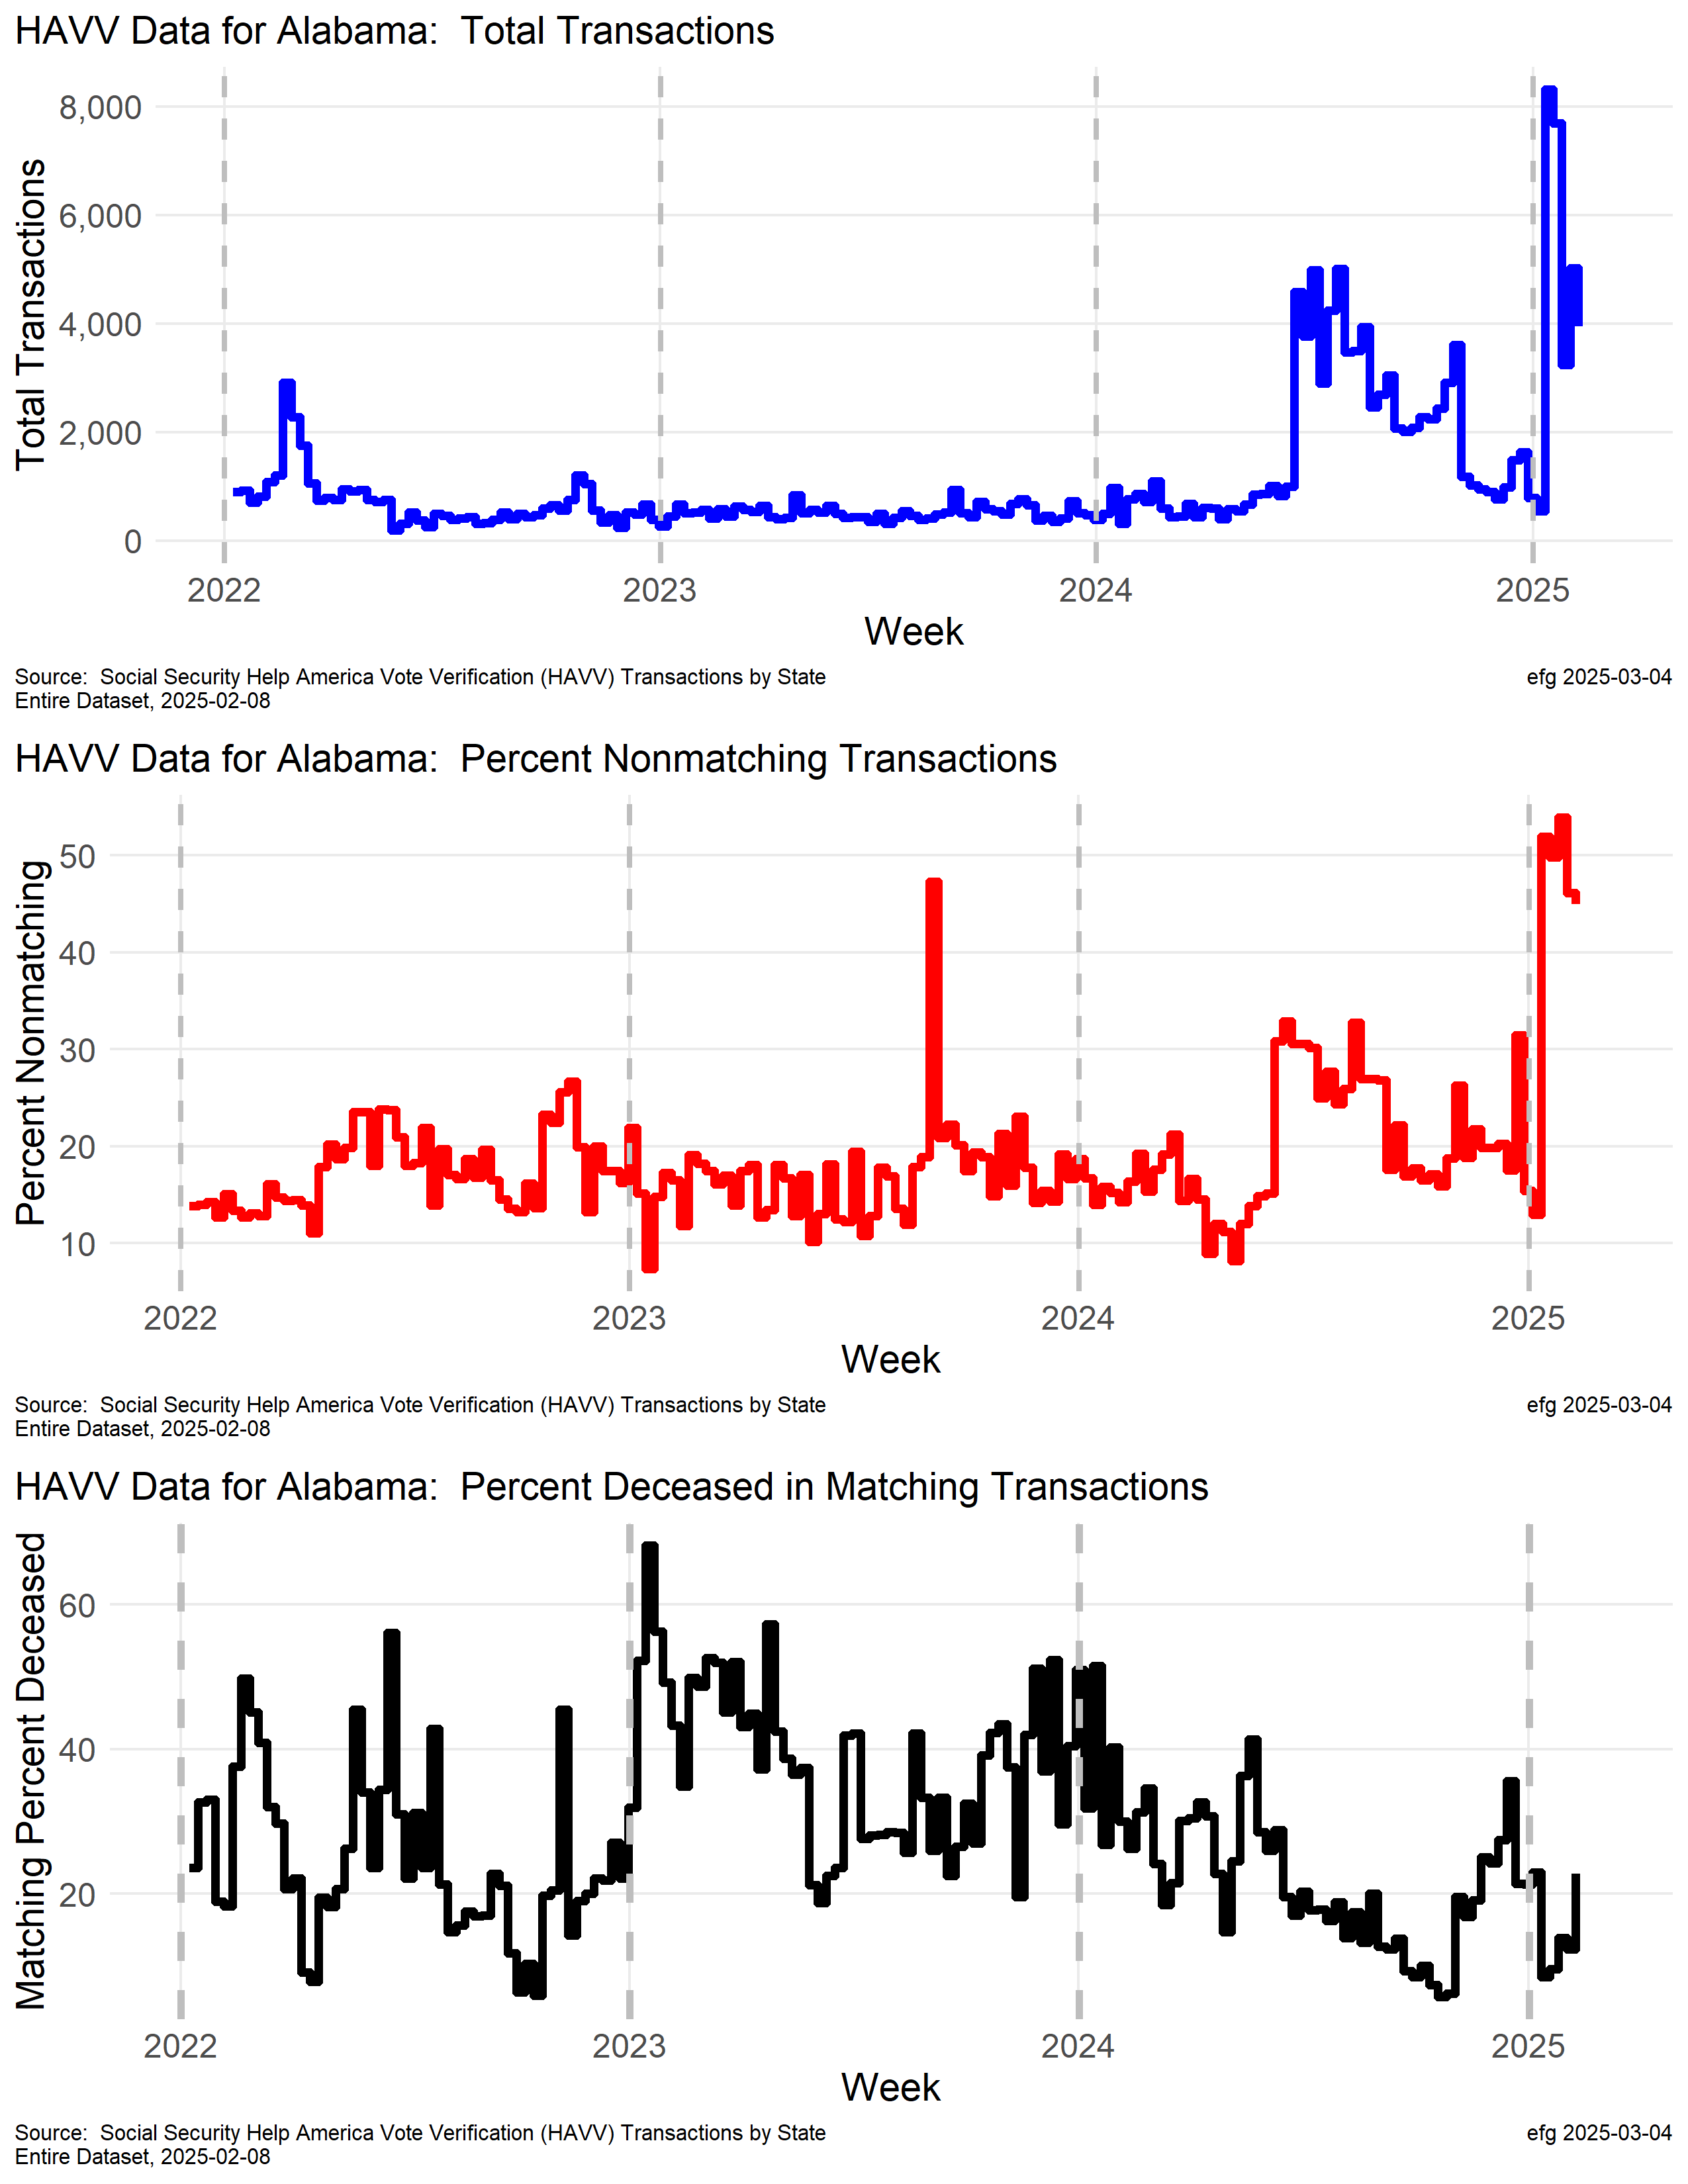 HAVV Data for Alabama:  Total Transactions
Total Transactions
8,000
6,000
4,000
2,000
0
2022 2023 2024 2025
Week
Source:  Social Security Help America Vote Verification (HAVV) Transactions by State efg 2025-03-04
Entire Dataset, 2025-02-08
HAVV Data for Alabama:  Percent Nonmatching Transactions
Percent Nonmatching
50
40
30
20
10
2022 2023 2024 2025
Week
Source:  Social Security Help America Vote Verification (HAVV) Transactions by State efg 2025-03-04
Entire Dataset, 2025-02-08
HAVV Data for Alabama:  Percent Deceased in Matching Transactions
Matching Percent Deceased
60
40
20
2022 2023 2024 2025
Week
Source:  Social Security Help America Vote Verification (HAVV) Transactions by State efg 2025-03-04
Entire Dataset, 2025-02-08